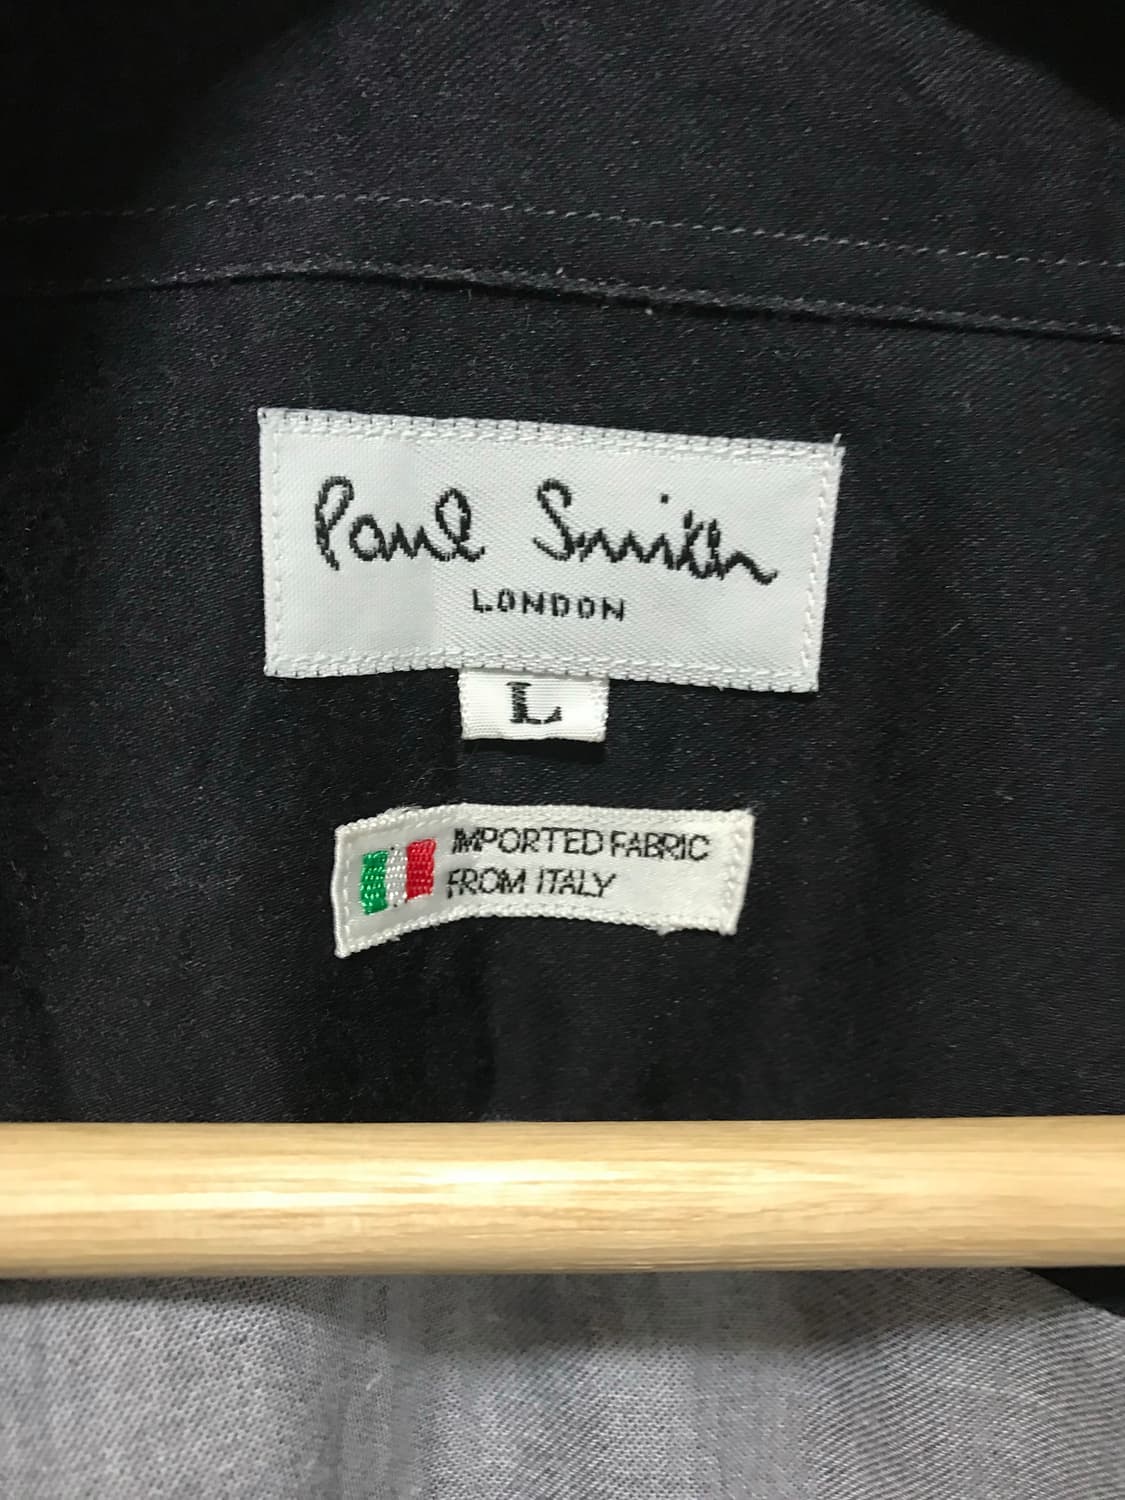 Paul Smith
LONDON
L
IMPORTED FABRIC
FROM ITALY